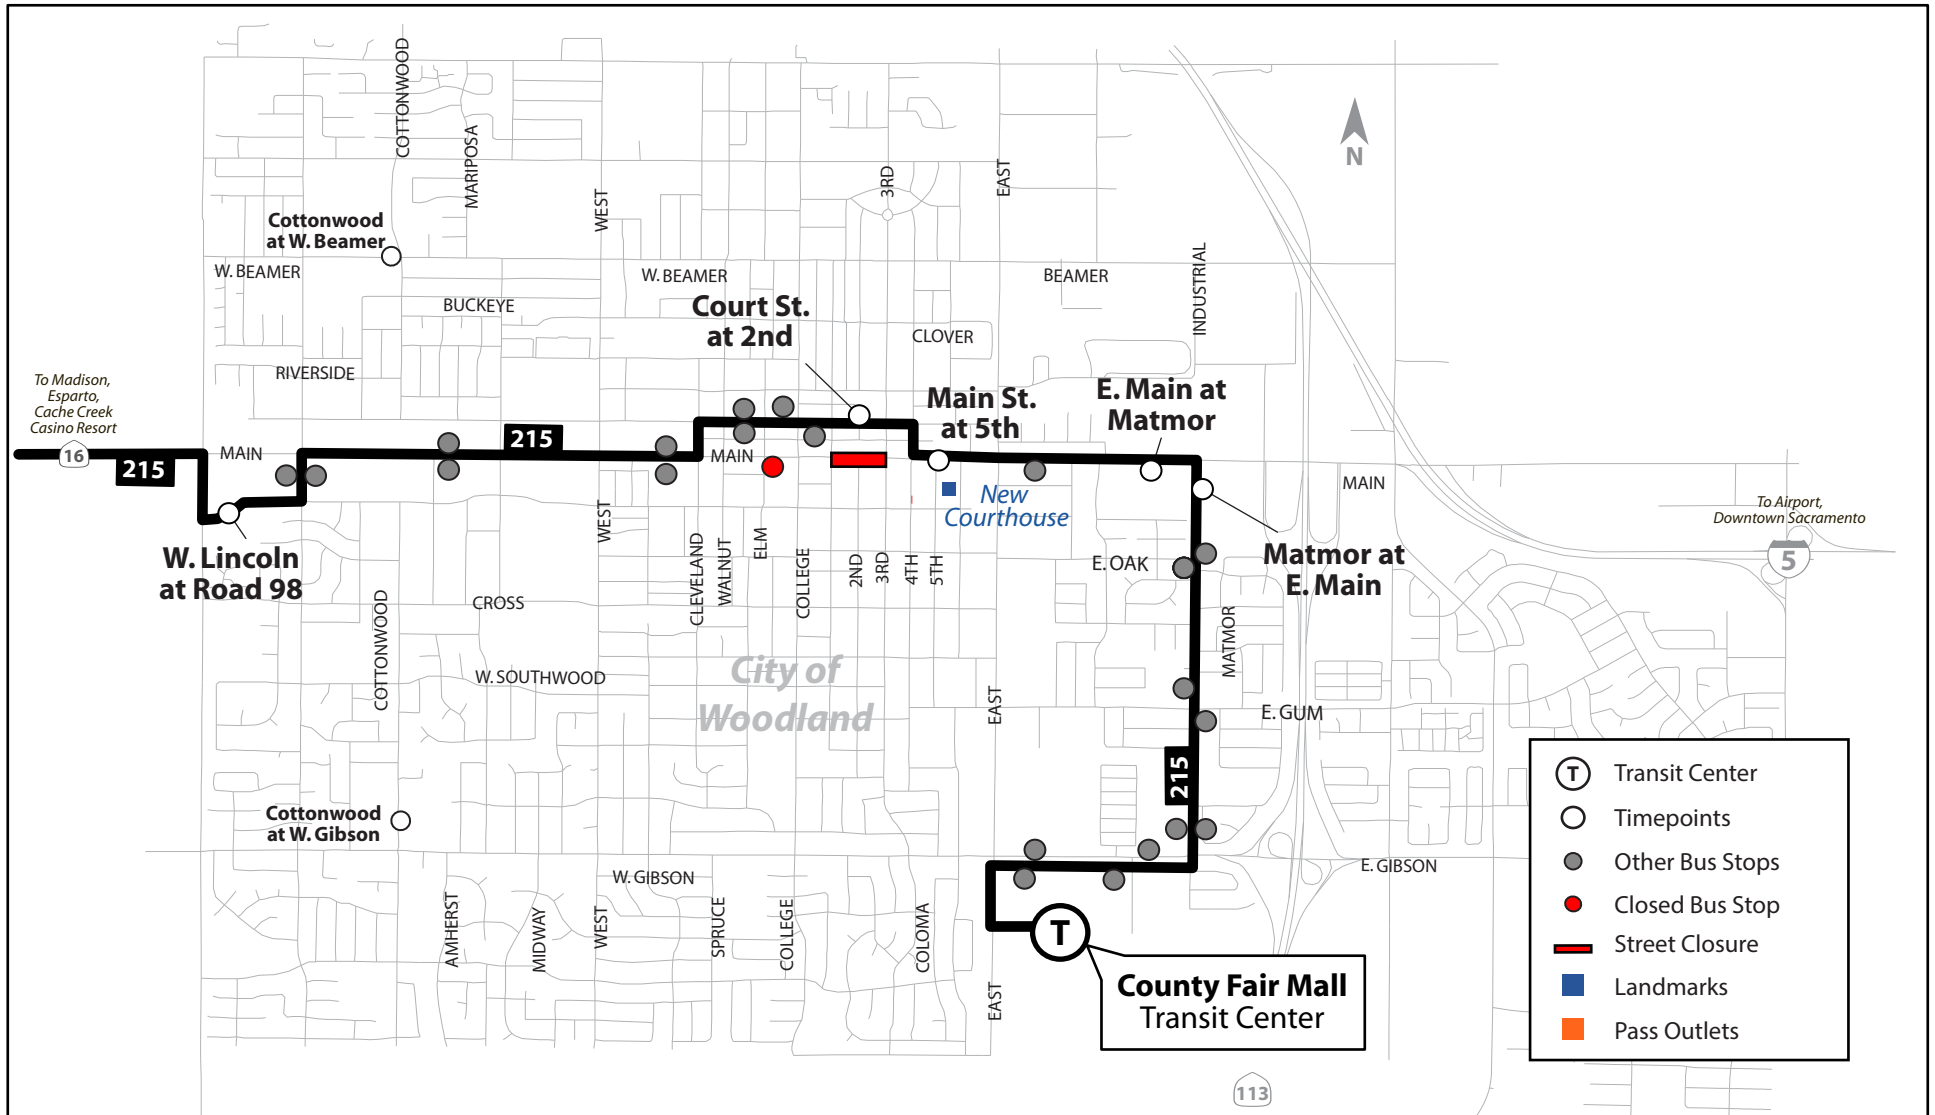 COTTONWOOD
MARIPOSA
WEST
3RD
EAST
N
Cottonwood
at W. Beamer
W. BEAMER
W. BEAMER
BEAMER
INDUSTRIAL
BUCKEYE
Court St.
at 2nd
CLOVER
RIVERSIDE
To Madison,
Esparto,
Cache Creek
Casino Resort
16
215
MAIN
215
MAIN
Main St.
at 5th
E. Main at
Matmor
MAIN
New
Courthouse
To Airport,
Downtown Sacramento
5
W. Lincoln
at Road 98
WEST
CLEVELAND
WALNUT
ELM
COLLEGE
2ND
3RD
4TH
5TH
E. OAK
Matmor at
E. Main
COTTONWOOD
CROSS
MATMOR
W. SOUTHWOOD
City of
Woodland
EAST
E. GUM
215
Cottonwood
at W. Gibson
W. GIBSON
E. GIBSON
AMHERST
MIDWAY
WEST
SPRUCE
COLLEGE
COLOMA
EAST
T
County Fair Mall
Transit Center
113
T Transit Center
Timepoints
Other Bus Stops
Closed Bus Stop
Street Closure
Landmarks
Pass Outlets